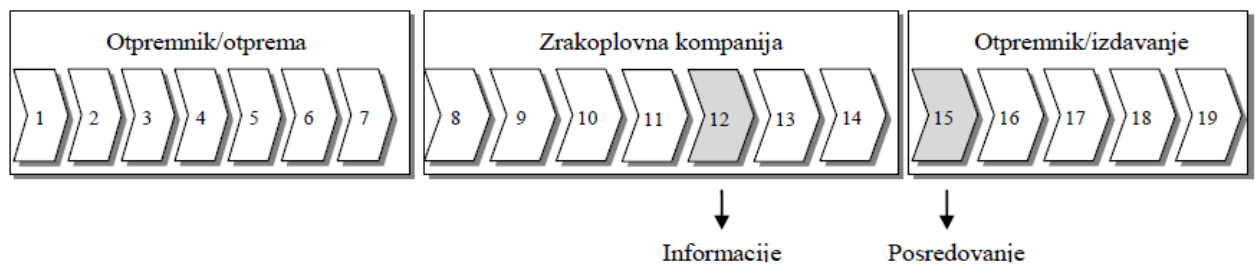 Otpremnik/otprema Zrakoplovna kompanija Otpremnik/izdavanje
1 2 3 4 5 6 7 8 9 10 11 12 13 14 15 16 17 18 19
Informacije Posredovanje